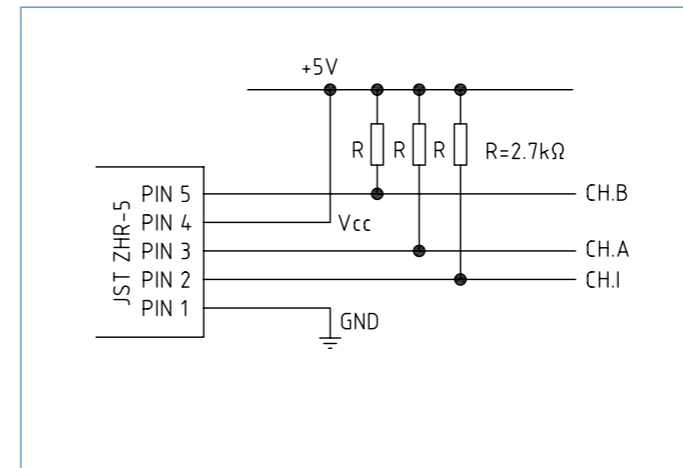 +5V
R R R R=2.7kΩ
JST ZHR-5
PIN 5 CH.B
PIN 4 Vcc
PIN 3 CH.A
PIN 2 CH.I
PIN 1 GND